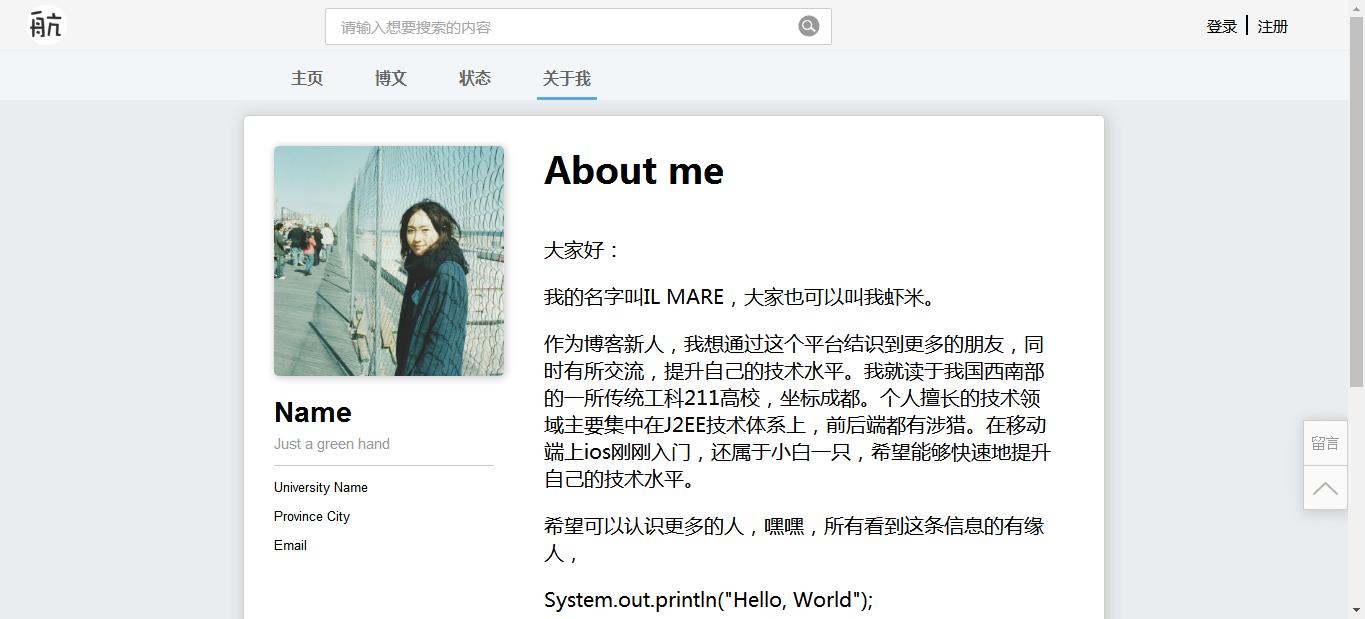 航
请输入想要搜索的内容
登录 注册
主页 博文 状态 关于我
About me
大家好：
我的名字叫IL MARE，大家也可以叫我虾米。
作为博客新人，我想通过这个平台结识到更多的朋友，同
时有所交流，提升自己的技术水平。我就读于我国西南部
的一所传统工科211高校，坐标成都。个人擅长的技术领
域主要集中在J2EE技术体系上，前后端都有涉猎。在移动
端上ios刚刚入门，还属于小白一只，希望能够快速地提升
自己的技术水平。
希望可以认识更多的人，嘿嘿，所有看到这条信息的有缘
人，
System.out.println("Hello, World");
Name
Just a green hand
University Name
Province City
Email
留言